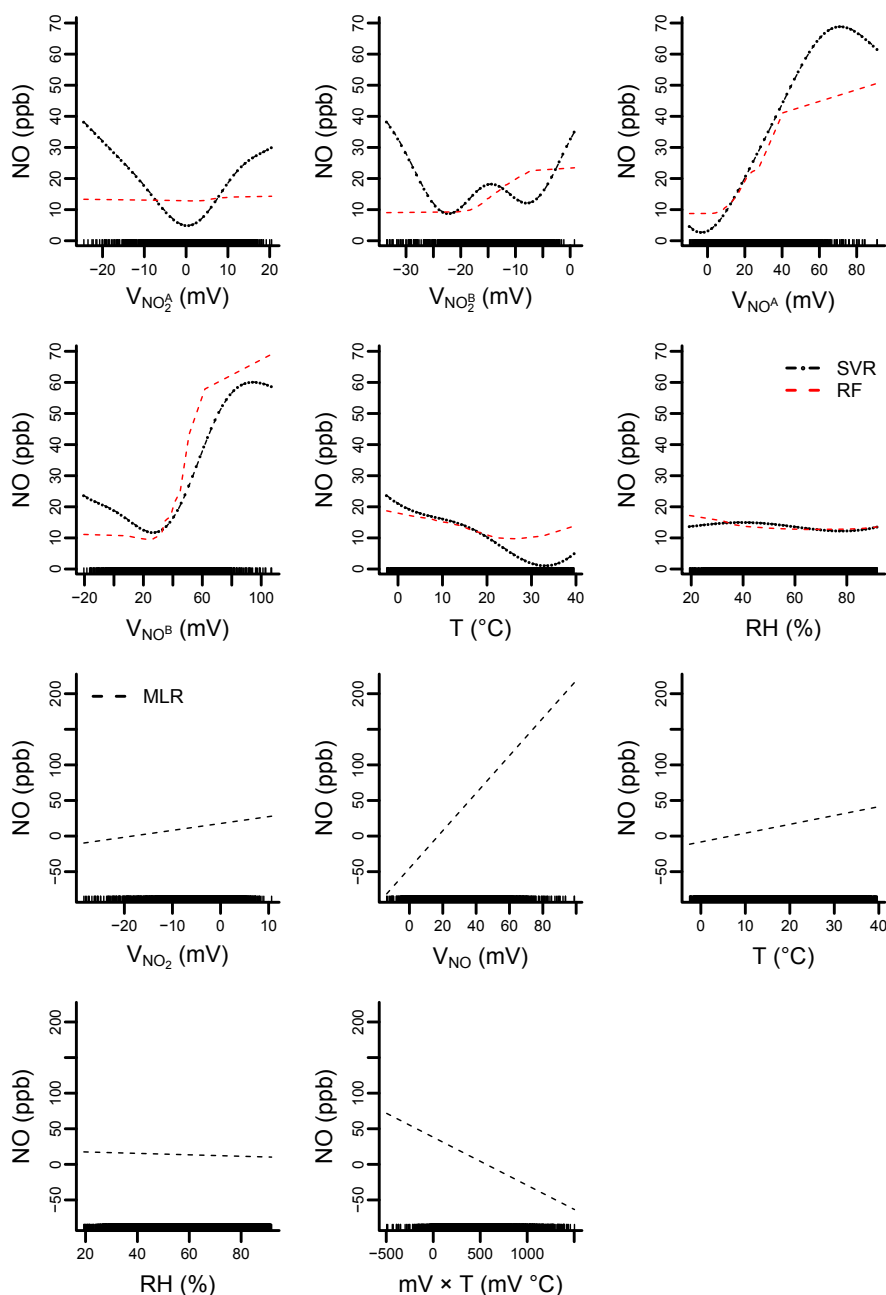 NO (ppb)
0 10 20 30 40 50 60 70
−20 −10 0 10 20
V_NO₂ᴬ (mV)
NO (ppb)
0 10 20 30 40 50 60 70
−30 −20 −10 0
V_NO₂ᴮ (mV)
NO (ppb)
0 10 20 30 40 50 60 70
0 20 40 60 80
V_NOᴬ (mV)
NO (ppb)
0 10 20 30 40 50 60 70
−20 20 60 100
V_NOᴮ (mV)
NO (ppb)
0 10 20 30 40 50 60 70
0 10 20 30 40
T (°C)
NO (ppb)
0 10 20 30 40 50 60 70
SVR
RF
20 40 60 80
RH (%)
NO (ppb)
−50 0 50 100 200
MLR
−20 −10 0 10
V_NO₂ (mV)
NO (ppb)
−50 0 50 100 200
0 20 40 60 80 100
V_NO (mV)
NO (ppb)
−50 0 50 100 200
0 10 20 30 40
T (°C)
NO (ppb)
−50 0 50 100 200
20 40 60 80
RH (%)
NO (ppb)
−50 0 50 100 200
−500 0 500 1000
mV × T (mV °C)